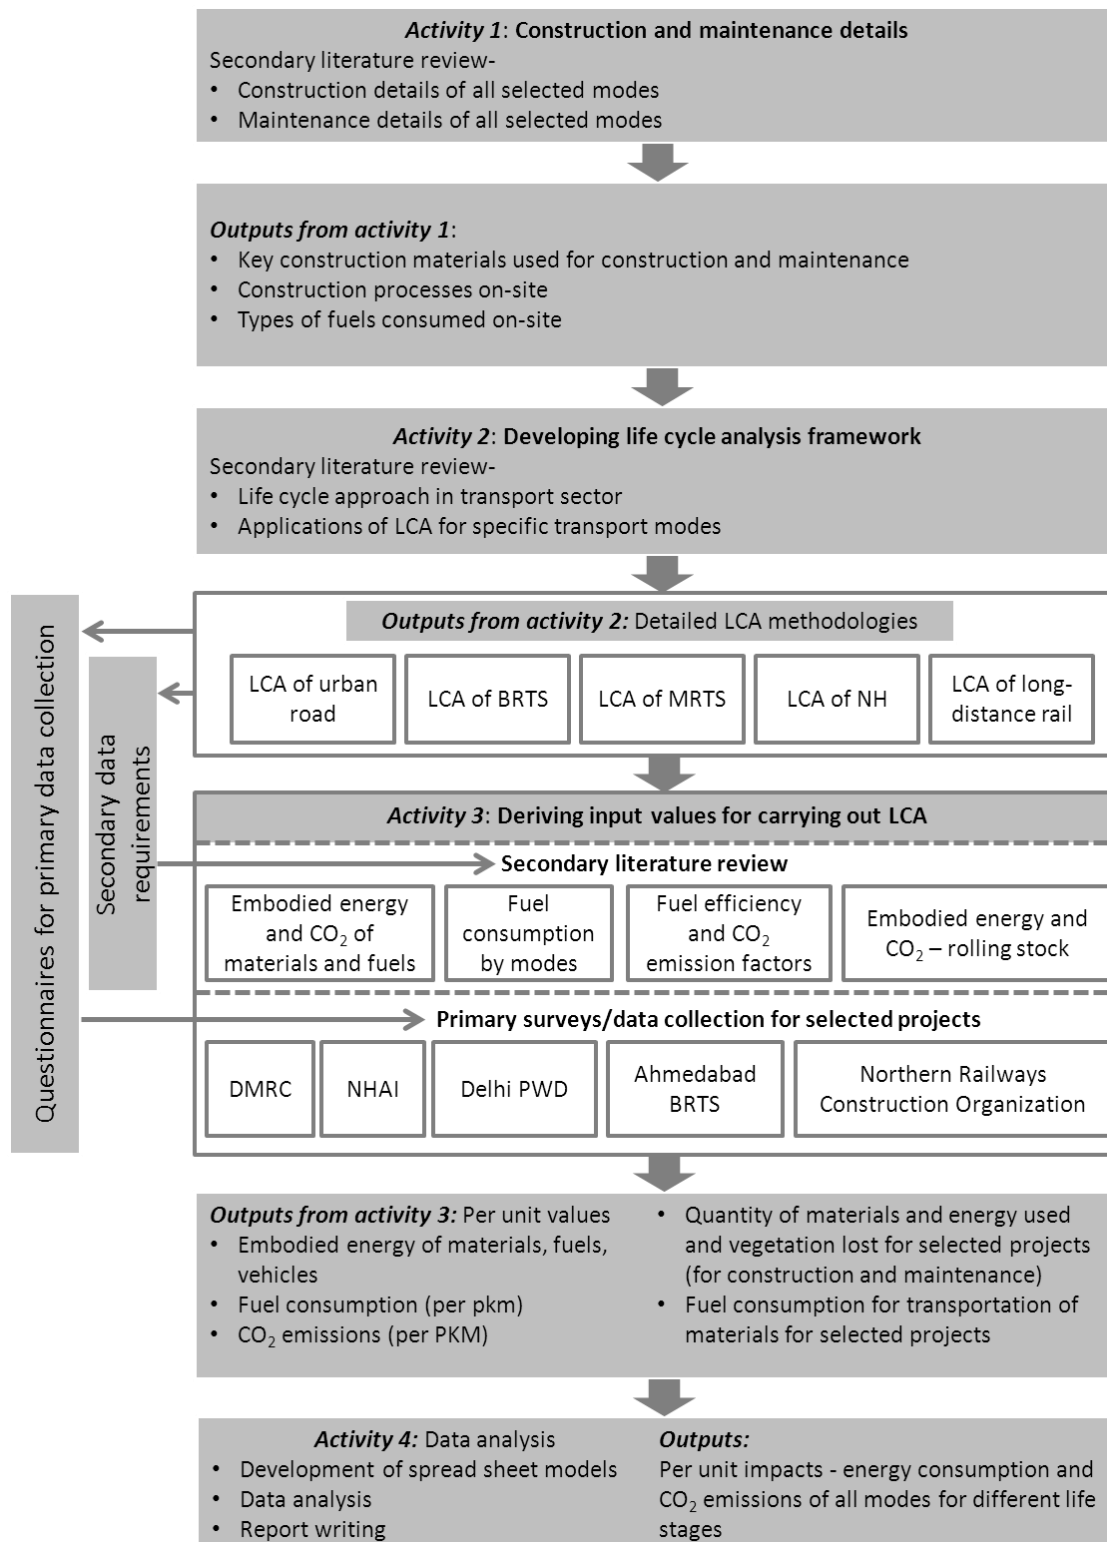 Activity 1: Construction and maintenance details
Secondary literature review-
• Construction details of all selected modes
• Maintenance details of all selected modes
Outputs from activity 1:
• Key construction materials used for construction and maintenance
• Construction processes on-site
• Types of fuels consumed on-site
Activity 2: Developing life cycle analysis framework
Secondary literature review-
• Life cycle approach in transport sector
• Applications of LCA for specific transport modes
Questionnaires for primary data collection
Secondary data
requirements
Outputs from activity 2: Detailed LCA methodologies
LCA of urban
road
LCA of BRTS
LCA of MRTS
LCA of NH
LCA of long-
distance rail
Activity 3: Deriving input values for carrying out LCA
Secondary literature review
Embodied energy
and CO₂ of
materials and fuels
Fuel
consumption
by modes
Fuel efficiency
and CO₂
emission factors
Embodied energy and
CO₂ – rolling stock
Primary surveys/data collection for selected projects
DMRC
NHAI
Delhi PWD
Ahmedabad
BRTS
Northern Railways
Construction Organization
Outputs from activity 3: Per unit values
• Embodied energy of materials, fuels,
vehicles
• Fuel consumption (per pkm)
• CO₂ emissions (per PKM)
• Quantity of materials and energy used
and vegetation lost for selected projects
(for construction and maintenance)
• Fuel consumption for transportation of
materials for selected projects
Activity 4: Data analysis
• Development of spread sheet models
• Data analysis
• Report writing
Outputs:
Per unit impacts - energy consumption and
CO₂ emissions of all modes for different life
stages